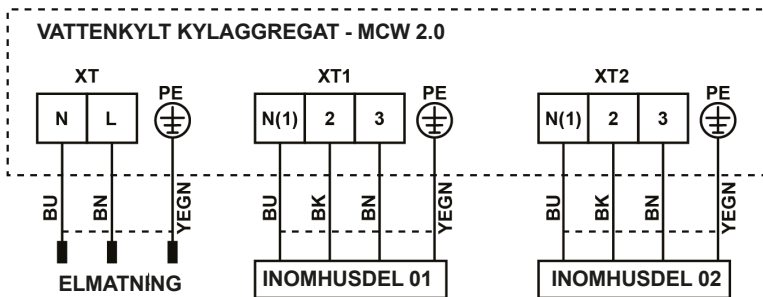 VATTENKYLT KYLAGGREGAT - MCW 2.0
XT XT1 XT2
PE PE PE
N L N(1) 2 3 N(1) 2 3
BU BN YEGN BU BK BN YEGN BU BK BN YEGN
ELMATNING INOMHUSDEL 01 INOMHUSDEL 02